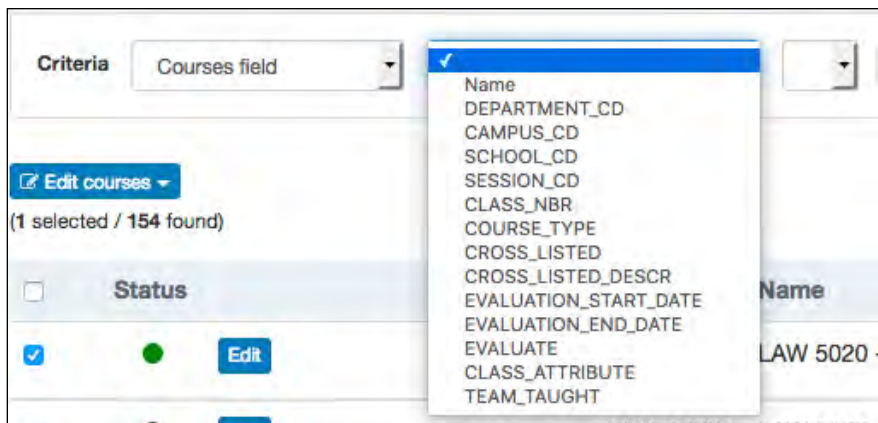 Criteria Courses field
✓
Name
DEPARTMENT_CD
CAMPUS_CD
SCHOOL_CD
SESSION_CD
CLASS_NBR
COURSE_TYPE
CROSS_LISTED
CROSS_LISTED_DESCR
EVALUATION_START_DATE
EVALUATION_END_DATE
EVALUATE
CLASS_ATTRIBUTE
TEAM_TAUGHT
Edit courses
(1 selected / 154 found)
Status Name
Edit LAW 5020 -